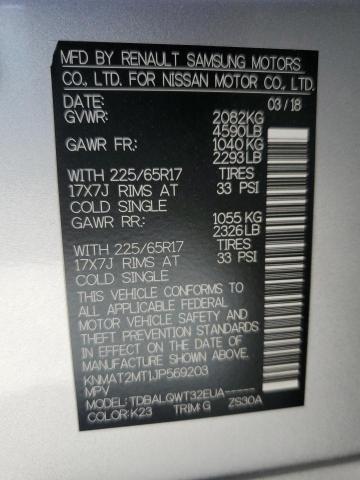 MFD BY RENAULT SAMSUNG MOTORS
CO., LTD. FOR NISSAN MOTOR CO., LTD.
DATE: 03/18
GVWR: 2082KG
4590LB
GAWR FR: 1040 KG
2293LB
WITH 225/65R17 TIRES
17X7J RIMS AT 33 PSI
COLD SINGLE
GAWR RR: 1055 KG
2326LB
WITH 225/65R17 TIRES
17X7J RIMS AT 33 PSI
COLD SINGLE
THIS VEHICLE CONFORMS TO
ALL APPLICABLE FEDERAL
MOTOR VEHICLE SAFETY AND
THEFT PREVENTION STANDARDS
IN EFFECT ON THE DATE OF
MANUFACTURE SHOWN ABOVE.
KNMAT2MT1JP569203
MPV
MODEL: TDBALQWT32EUA-----
COLOR: K23 TRIM: G ZS30A